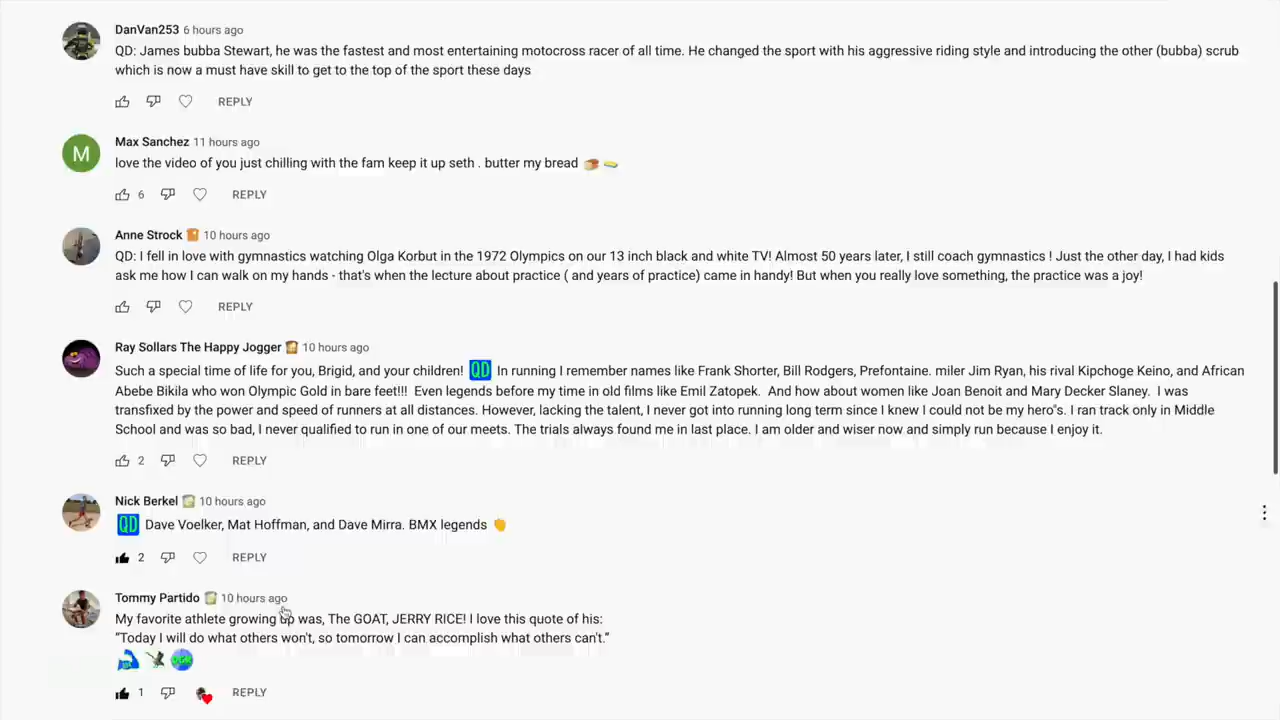 DanVan253 6 hours ago
QD: James bubba Stewart, he was the fastest and most entertaining motocross racer of all time. He changed the sport with his aggressive riding style and introducing the other (bubba) scrub
which is now a must have skill to get to the top of the sport these days
REPLY
M
Max Sanchez 11 hours ago
love the video of you just chilling with the fam keep it up seth . butter my bread 🍞 🧈
6 REPLY
Anne Strock 10 hours ago
QD: I fell in love with gymnastics watching Olga Korbut in the 1972 Olympics on our 13 inch black and white TV! Almost 50 years later, I still coach gymnastics ! Just the other day, I had kids
ask me how I can walk on my hands - that's when the lecture about practice ( and years of practice) came in handy! But when you really love something, the practice was a joy!
REPLY
Ray Sollars The Happy Jogger 10 hours ago
Such a special time of life for you, Brigid, and your children! QD In running I remember names like Frank Shorter, Bill Rodgers, Prefontaine. miler Jim Ryan, his rival Kipchoge Keino, and African
Abebe Bikila who won Olympic Gold in bare feet!!! Even legends before my time in old films like Emil Zatopek. And how about women like Joan Benoit and Mary Decker Slaney. I was
transfixed by the power and speed of runners at all distances. However, lacking the talent, I never got into running long term since I knew I could not be my hero"s. I ran track only in Middle
School and was so bad, I never qualified to run in one of our meets. The trials always found me in last place. I am older and wiser now and simply run because I enjoy it.
2 REPLY
Nick Berkel 10 hours ago
QD Dave Voelker, Mat Hoffman, and Dave Mirra. BMX legends 👏
2 REPLY
Tommy Partido 10 hours ago
My favorite athlete growing up was, The GOAT, JERRY RICE! I love this quote of his:
"Today I will do what others won't, so tomorrow I can accomplish what others can't."
1 REPLY